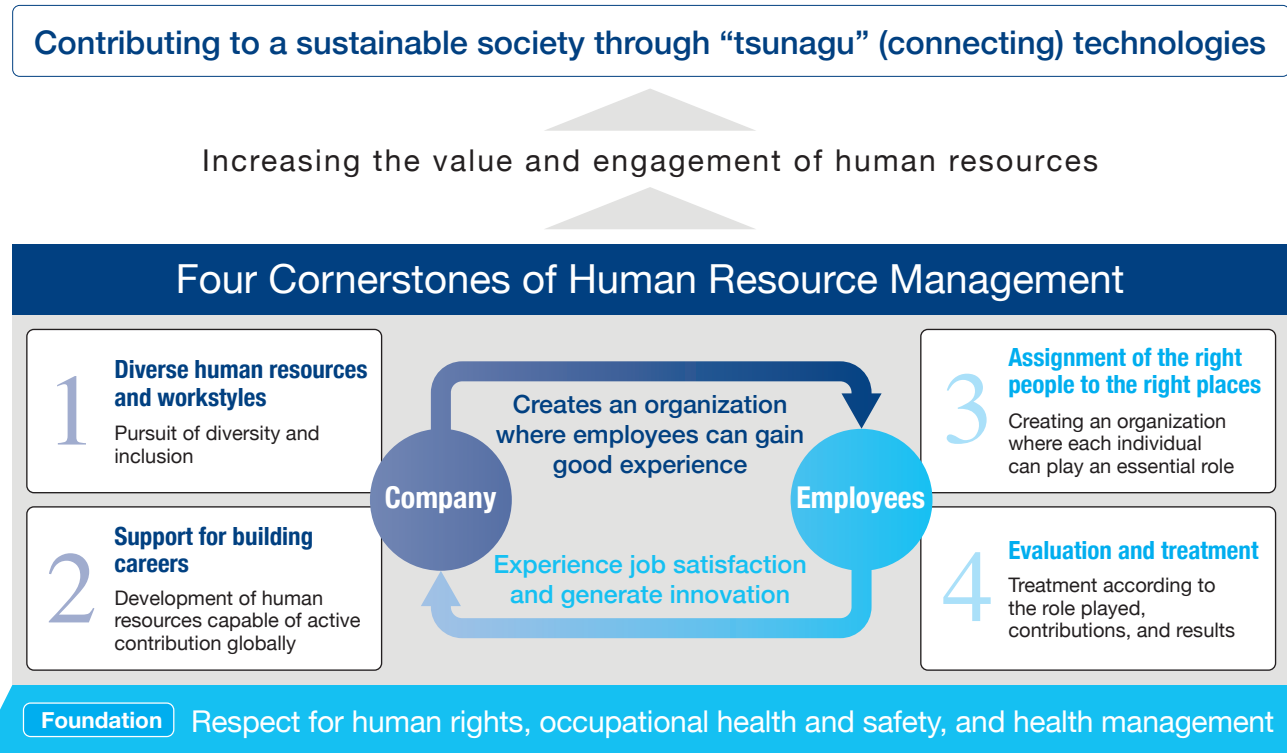 Contributing to a sustainable society through “tsunagu” (connecting) technologies
Increasing the value and engagement of human resources
Four Cornerstones of Human Resource Management
1
Diverse human resources
and workstyles
Pursuit of diversity and
inclusion
2
Support for building
careers
Development of human
resources capable of active
contribution globally
Company
Creates an organization
where employees can gain
good experience
Employees
Experience job satisfaction
and generate innovation
3
Assignment of the right
people to the right places
Creating an organization
where each individual
can play an essential role
4
Evaluation and treatment
Treatment according to
the role played,
contributions, and results
Foundation Respect for human rights, occupational health and safety, and health management